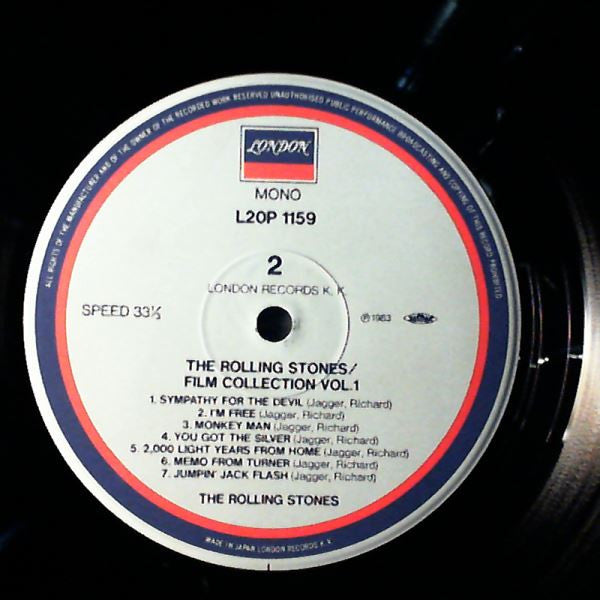 ALL RIGHTS OF THE MANUFACTURER AND OF THE OWNER OF THE RECORDED WORK RESERVED UNAUTHORISED PUBLIC PERFORMANCE BROADCASTING AND COPYING OF THIS RECORD PROHIBITED
LONDON
MONO
L20P 1159
2
LONDON RECORDS K. K.
SPEED 33⅓
℗1983
THE ROLLING STONES/
FILM COLLECTION VOL.1
1. SYMPATHY FOR THE DEVIL (Jagger, Richard)
2. I'M FREE (Jagger, Richard)
3. MONKEY MAN (Jagger, Richard)
4. YOU GOT THE SILVER (Jagger, Richard)
5. 2,000 LIGHT YEARS FROM HOME (Jagger, Richard)
6. MEMO FROM TURNER (Jagger, Richard)
7. JUMPIN' JACK FLASH (Jagger, Richard)
THE ROLLING STONES
MADE IN JAPAN LONDON RECORDS K. K.